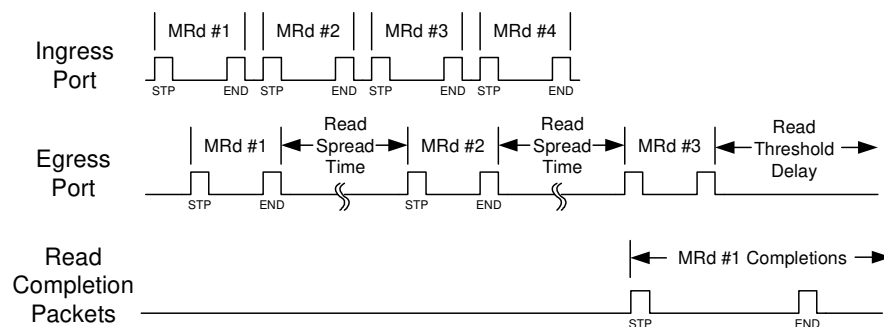 MRd #1 MRd #2 MRd #3 MRd #4
Ingress
Port
STP END STP END STP END STP END
Read
Spread
Time
Read
Spread
Time
Read
Threshold
Delay
MRd #1 MRd #2 MRd #3
Egress
Port
STP END STP END
Read
Completion
Packets
MRd #1 Completions
STP END